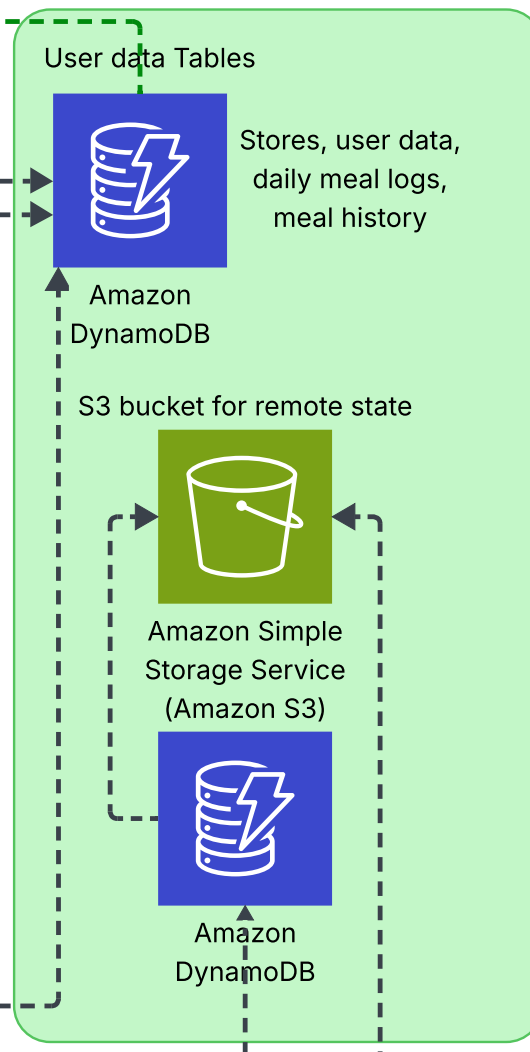 User data Tables
Stores, user data,
daily meal logs,
meal history
Amazon
DynamoDB
S3 bucket for remote state
Amazon Simple
Storage Service
(Amazon S3)
Amazon
DynamoDB